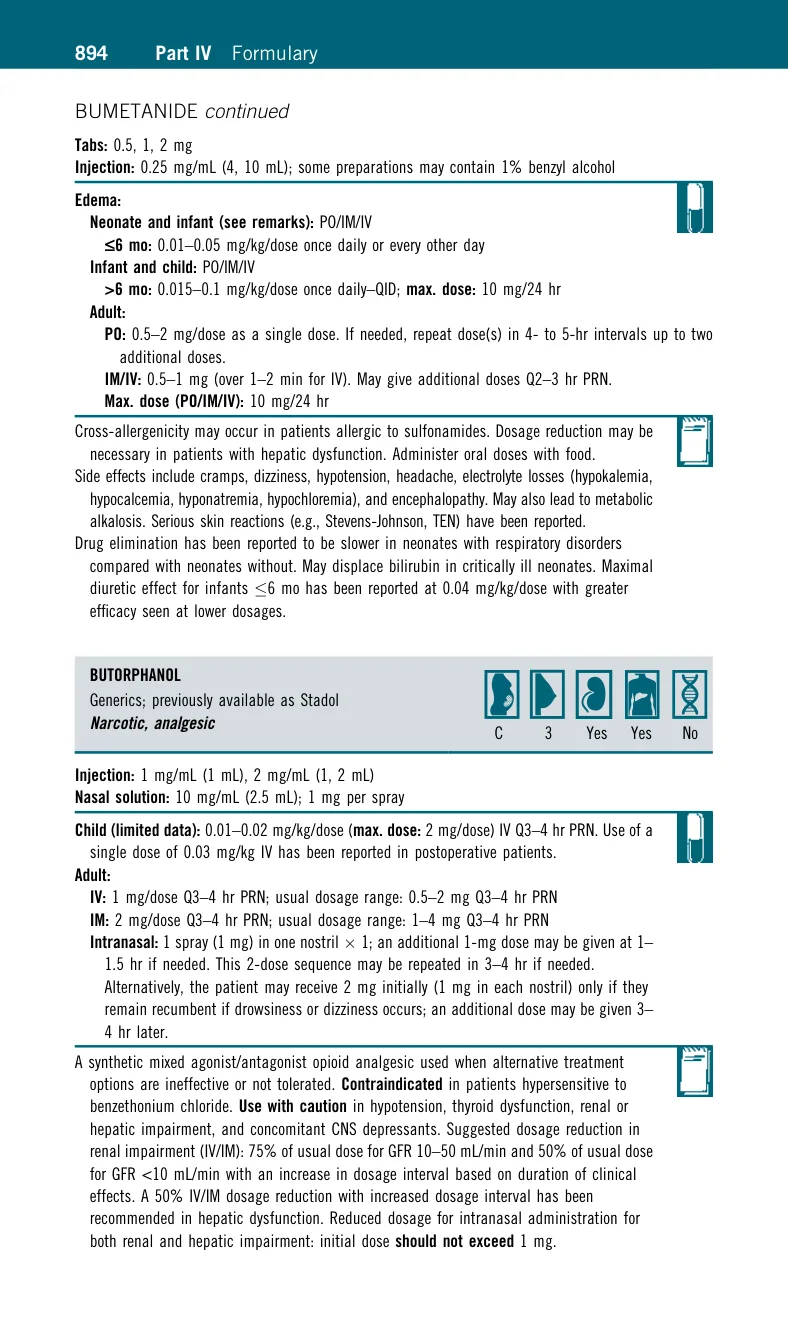 894 Part IV Formulary
BUMETANIDE continued
Tabs: 0.5, 1, 2 mg
Injection: 0.25 mg/mL (4, 10 mL); some preparations may contain 1% benzyl alcohol
Edema:
Neonate and infant (see remarks): PO/IM/IV
≤6 mo: 0.01–0.05 mg/kg/dose once daily or every other day
Infant and child: PO/IM/IV
>6 mo: 0.015–0.1 mg/kg/dose once daily–QID; max. dose: 10 mg/24 hr
Adult:
PO: 0.5–2 mg/dose as a single dose. If needed, repeat dose(s) in 4- to 5-hr intervals up to two
additional doses.
IM/IV: 0.5–1 mg (over 1–2 min for IV). May give additional doses Q2–3 hr PRN.
Max. dose (PO/IM/IV): 10 mg/24 hr
Cross-allergenicity may occur in patients allergic to sulfonamides. Dosage reduction may be
necessary in patients with hepatic dysfunction. Administer oral doses with food.
Side effects include cramps, dizziness, hypotension, headache, electrolyte losses (hypokalemia,
hypocalcemia, hyponatremia, hypochloremia), and encephalopathy. May also lead to metabolic
alkalosis. Serious skin reactions (e.g., Stevens-Johnson, TEN) have been reported.
Drug elimination has been reported to be slower in neonates with respiratory disorders
compared with neonates without. May displace bilirubin in critically ill neonates. Maximal
diuretic effect for infants ≤6 mo has been reported at 0.04 mg/kg/dose with greater
efficacy seen at lower dosages.
BUTORPHANOL
Generics; previously available as Stadol
Narcotic, analgesic
C 3 Yes Yes No
Injection: 1 mg/mL (1 mL), 2 mg/mL (1, 2 mL)
Nasal solution: 10 mg/mL (2.5 mL); 1 mg per spray
Child (limited data): 0.01–0.02 mg/kg/dose (max. dose: 2 mg/dose) IV Q3–4 hr PRN. Use of a
single dose of 0.03 mg/kg IV has been reported in postoperative patients.
Adult:
IV: 1 mg/dose Q3–4 hr PRN; usual dosage range: 0.5–2 mg Q3–4 hr PRN
IM: 2 mg/dose Q3–4 hr PRN; usual dosage range: 1–4 mg Q3–4 hr PRN
Intranasal: 1 spray (1 mg) in one nostril × 1; an additional 1-mg dose may be given at 1–
1.5 hr if needed. This 2-dose sequence may be repeated in 3–4 hr if needed.
Alternatively, the patient may receive 2 mg initially (1 mg in each nostril) only if they
remain recumbent if drowsiness or dizziness occurs; an additional dose may be given 3–
4 hr later.
A synthetic mixed agonist/antagonist opioid analgesic used when alternative treatment
options are ineffective or not tolerated. Contraindicated in patients hypersensitive to
benzethonium chloride. Use with caution in hypotension, thyroid dysfunction, renal or
hepatic impairment, and concomitant CNS depressants. Suggested dosage reduction in
renal impairment (IV/IM): 75% of usual dose for GFR 10–50 mL/min and 50% of usual dose
for GFR <10 mL/min with an increase in dosage interval based on duration of clinical
effects. A 50% IV/IM dosage reduction with increased dosage interval has been
recommended in hepatic dysfunction. Reduced dosage for intranasal administration for
both renal and hepatic impairment: initial dose should not exceed 1 mg.